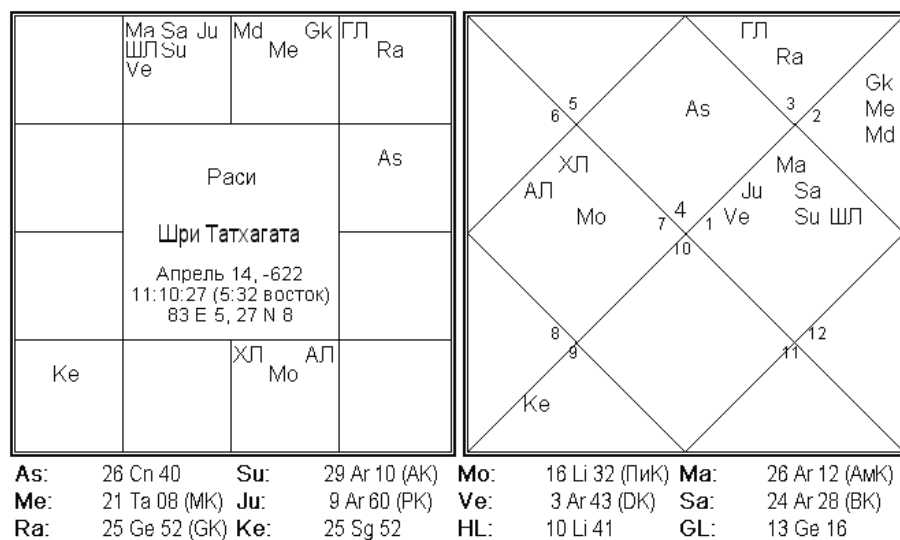 Ma Sa Ju
ШЛ Su
Ve
Md Gk
Me
ГЛ
Ra
As
Раси
Шри Татхагата
Апрель 14, -622
11:10:27 (5:32 восток)
83 E 5, 27 N 8
Ke
ХЛ АЛ
Mo
ГЛ
Ra
Gk
Me
Md
As
5
6
3
2
ХЛ
АЛ
Mo
Ma
Ju Sa
Ve Su ШЛ
7 4 1
10
8
9
12
11
Ke
As: 26 Cn 40 Su: 29 Ar 10 (AK) Mo: 16 Li 32 (ПиК) Ma: 26 Ar 12 (АмК)
Me: 21 Ta 08 (MK) Ju: 9 Ar 60 (PK) Ve: 3 Ar 43 (DK) Sa: 24 Ar 28 (BK)
Ra: 25 Ge 52 (GK) Ke: 25 Sg 52 HL: 10 Li 41 GL: 13 Ge 16